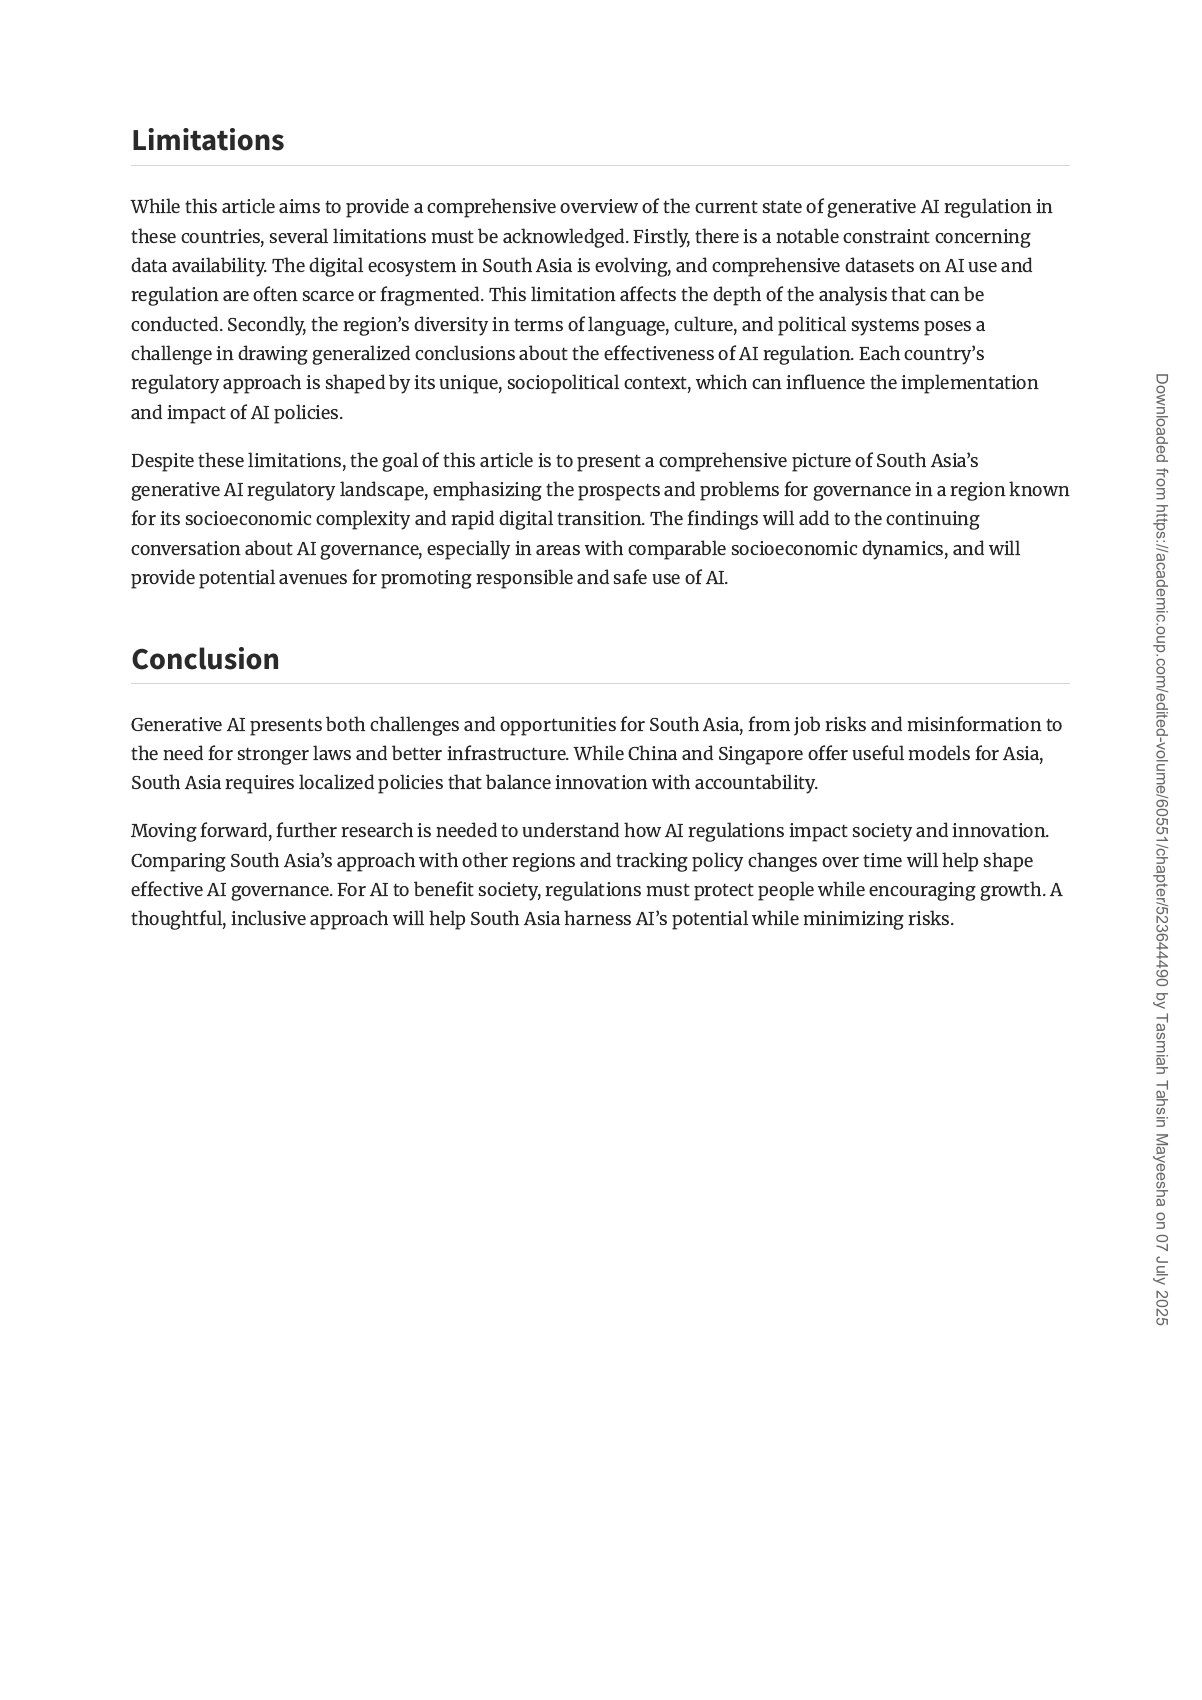 Limitations
While this article aims to provide a comprehensive overview of the current state of generative AI regulation in
these countries, several limitations must be acknowledged. Firstly, there is a notable constraint concerning
data availability. The digital ecosystem in South Asia is evolving, and comprehensive datasets on AI use and
regulation are often scarce or fragmented. This limitation affects the depth of the analysis that can be
conducted. Secondly, the region’s diversity in terms of language, culture, and political systems poses a
challenge in drawing generalized conclusions about the effectiveness of AI regulation. Each country’s
regulatory approach is shaped by its unique, sociopolitical context, which can influence the implementation
and impact of AI policies.
Despite these limitations, the goal of this article is to present a comprehensive picture of South Asia’s
generative AI regulatory landscape, emphasizing the prospects and problems for governance in a region known
for its socioeconomic complexity and rapid digital transition. The findings will add to the continuing
conversation about AI governance, especially in areas with comparable socioeconomic dynamics, and will
provide potential avenues for promoting responsible and safe use of AI.
Conclusion
Generative AI presents both challenges and opportunities for South Asia, from job risks and misinformation to
the need for stronger laws and better infrastructure. While China and Singapore offer useful models for Asia,
South Asia requires localized policies that balance innovation with accountability.
Moving forward, further research is needed to understand how AI regulations impact society and innovation.
Comparing South Asia’s approach with other regions and tracking policy changes over time will help shape
effective AI governance. For AI to benefit society, regulations must protect people while encouraging growth. A
thoughtful, inclusive approach will help South Asia harness AI’s potential while minimizing risks.
Downloaded from https://academic.oup.com/edited-volume/60551/chapter/523644490 by Tasmiah Tahsin Mayeesha on 07 July 2025